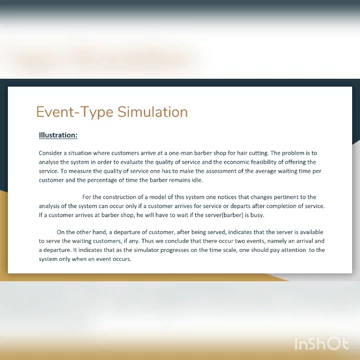 Event-Type Simulation
Illustration:
Consider a situation where customers arrive at a one-man barber shop for hair cutting. The problem is to
analyse the system in order to evaluate the quality of service and the economic feasibility of offering the
service. To measure the quality of service one has to make the assessment of the average waiting time per
customer and the percentage of time the barber remains idle.
For the construction of a model of this system one notices that changes pertinent to the
analysis of the system can occur only if a customer arrives for service or departs after completion of service.
If a customer arrives at barber shop, he will have to wait if the server(barber) is busy.
On the other hand, a departure of customer, after being served, indicates that the server is available
to serve the waiting customers, if any. Thus we conclude that there occur two events, namely an arrival and
a departure. It indicates that as the simulator progresses on the time scale, one should pay attention to the
system only when an event occurs.
InShOt